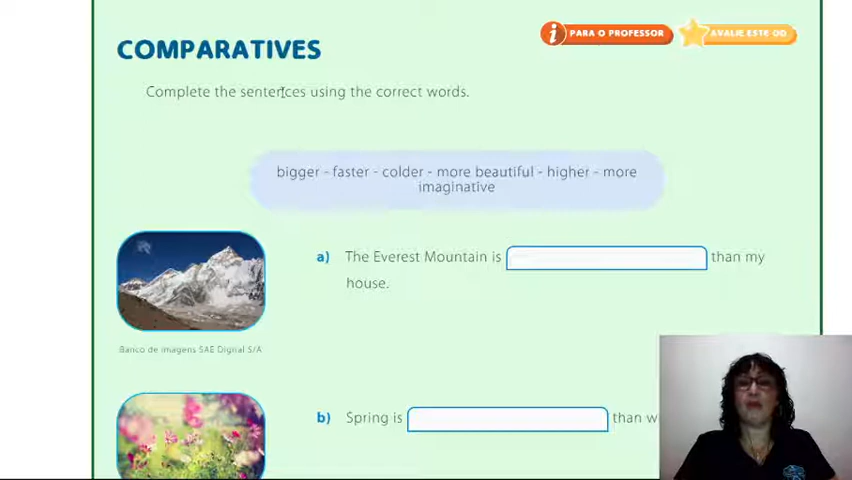 COMPARATIVES
PARA O PROFESSOR
AVALIE ESTE OD
Complete the sentences using the correct words.
bigger - faster - colder - more beautiful - higher - more
imaginative
a) The Everest Mountain is than my
house.
Banco de imagens SAE Digital S/A
b) Spring is than w